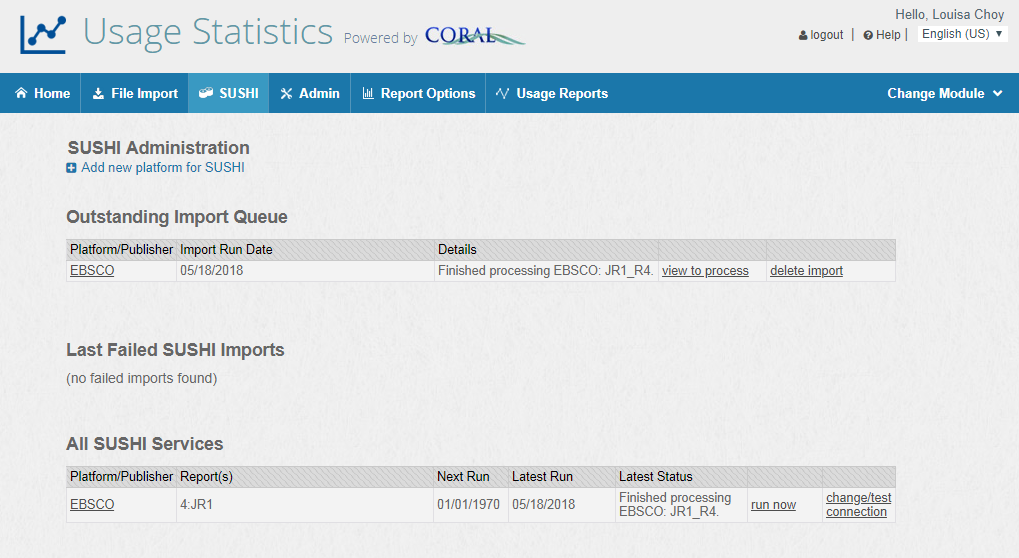 Hello, Louisa Choy
Usage Statistics Powered by CORAL
logout | Help | English (US)
Home File Import SUSHI Admin Report Options Usage Reports Change Module
SUSHI Administration
Add new platform for SUSHI
Outstanding Import Queue
Platform/Publisher Import Run Date Details
EBSCO 05/18/2018 Finished processing EBSCO: JR1_R4. view to process delete import
Last Failed SUSHI Imports
(no failed imports found)
All SUSHI Services
Platform/Publisher Report(s) Next Run Latest Run Latest Status
EBSCO 4:JR1 01/01/1970 05/18/2018 Finished processing
EBSCO: JR1_R4. run now change/test
connection